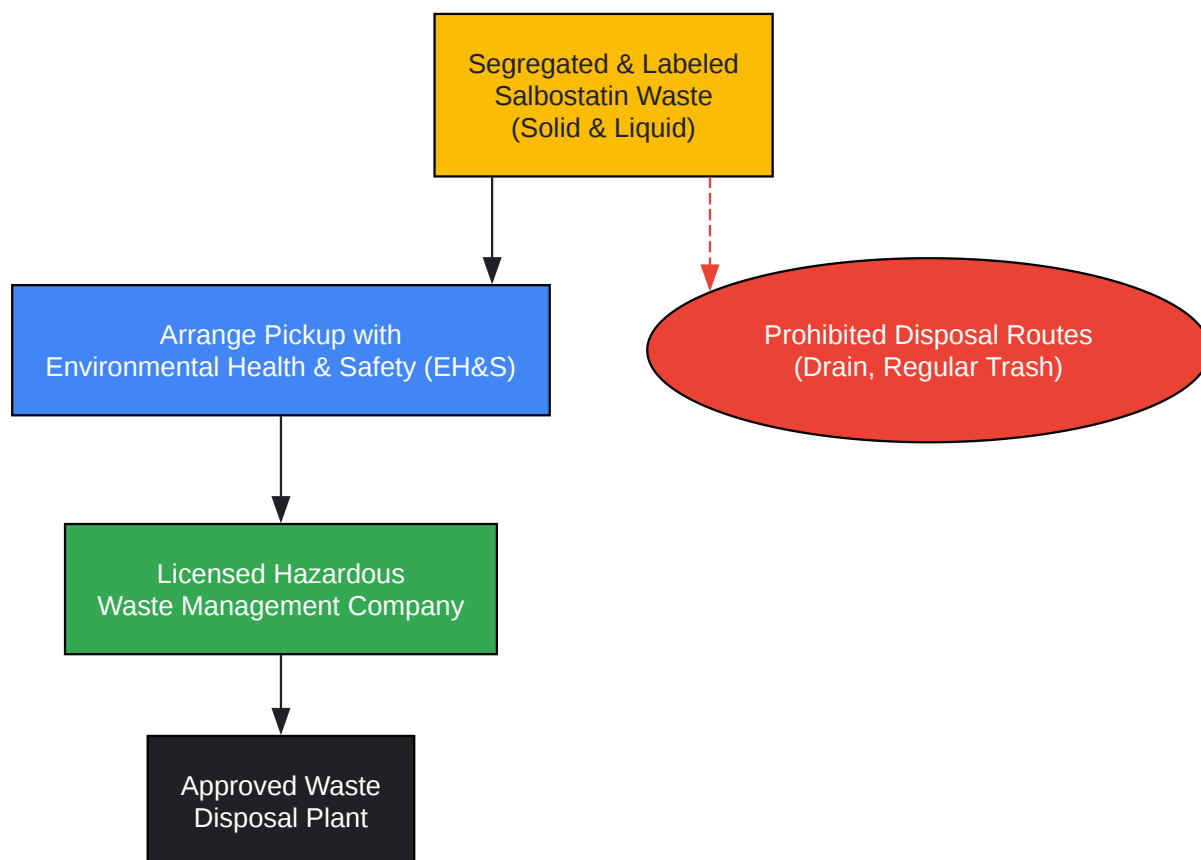 Segregated & Labeled
Salbostatin Waste
(Solid & Liquid)
Arrange Pickup with
Environmental Health & Safety (EH&S)
Prohibited Disposal Routes
(Drain, Regular Trash)
Licensed Hazardous
Waste Management Company
Approved Waste
Disposal Plant